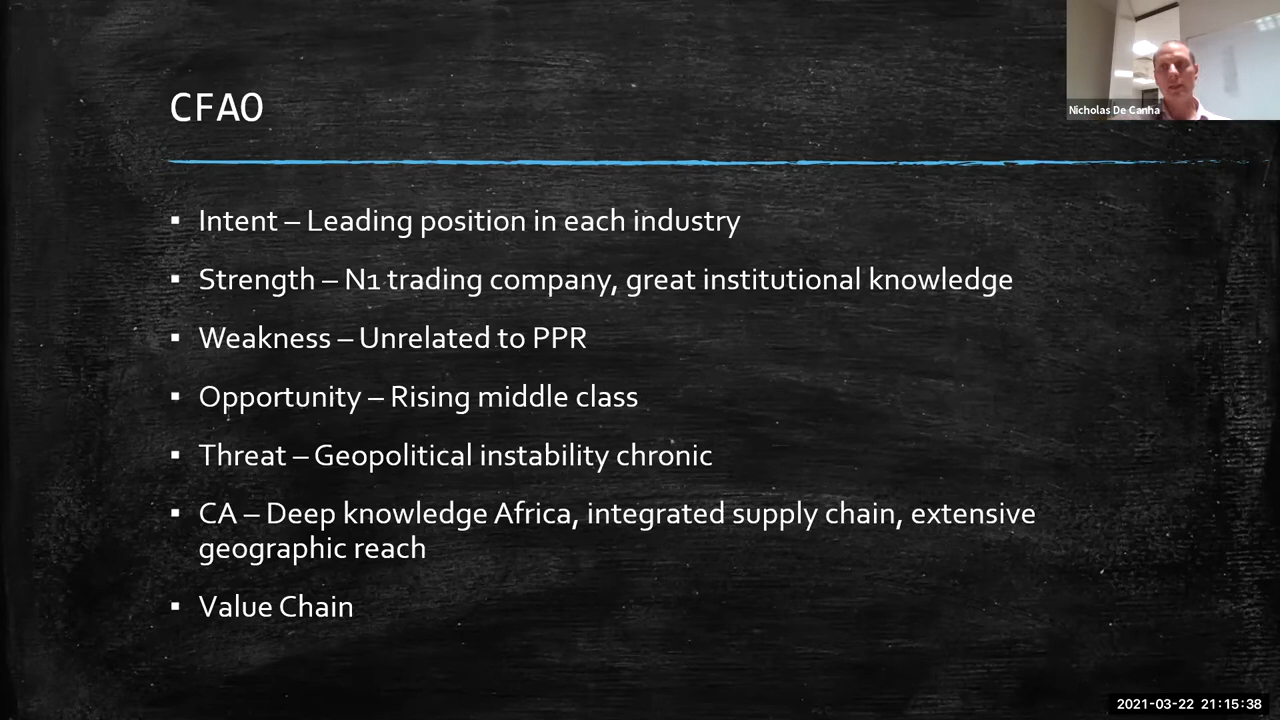 CFAO
Nicholas De Canha
▪ Intent – Leading position in each industry
▪ Strength – N1 trading company, great institutional knowledge
▪ Weakness – Unrelated to PPR
▪ Opportunity – Rising middle class
▪ Threat – Geopolitical instability chronic
▪ CA – Deep knowledge Africa, integrated supply chain, extensive
geographic reach
▪ Value Chain
2021-03-22 21:15:38